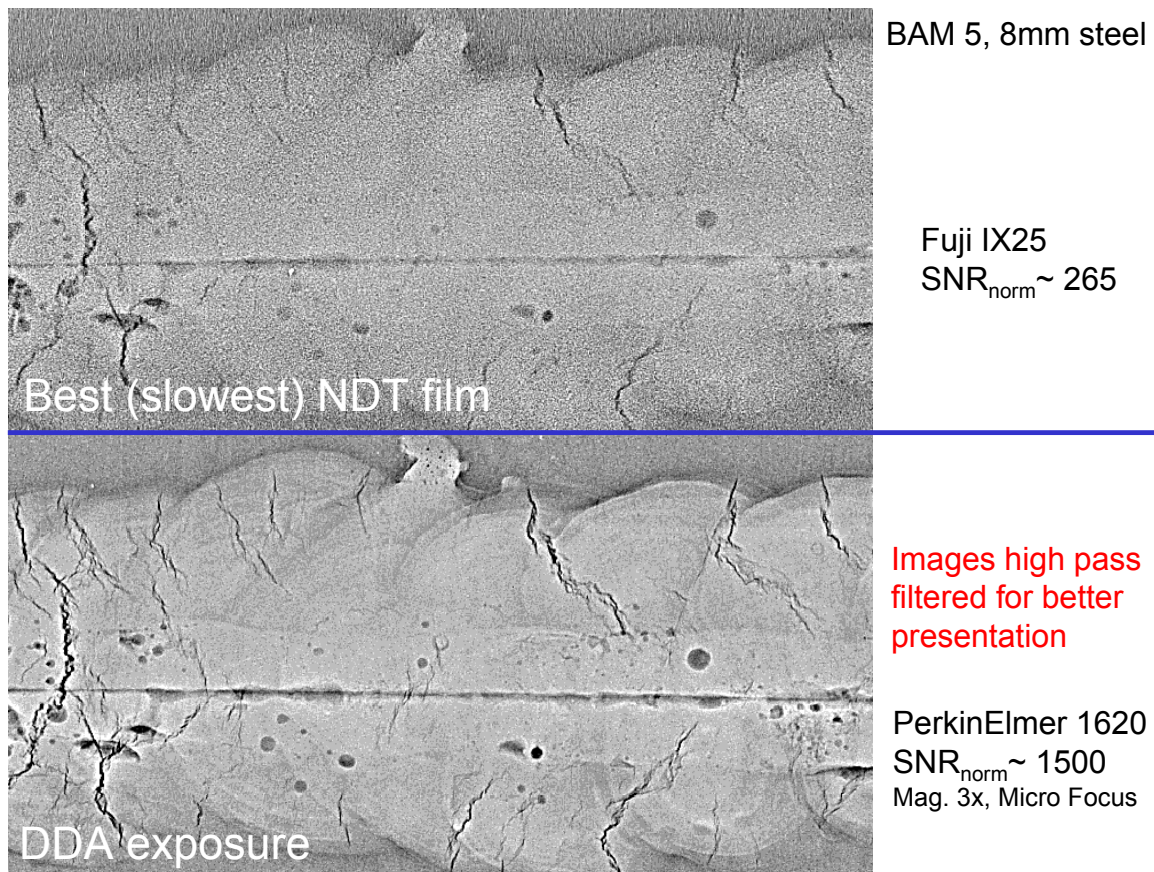 BAM 5, 8mm steel
Fuji IX25
SNRnorm~ 265
Best (slowest) NDT film
Images high pass
filtered for better
presentation
PerkinElmer 1620
SNRnorm~ 1500
Mag. 3x, Micro Focus
DDA exposure